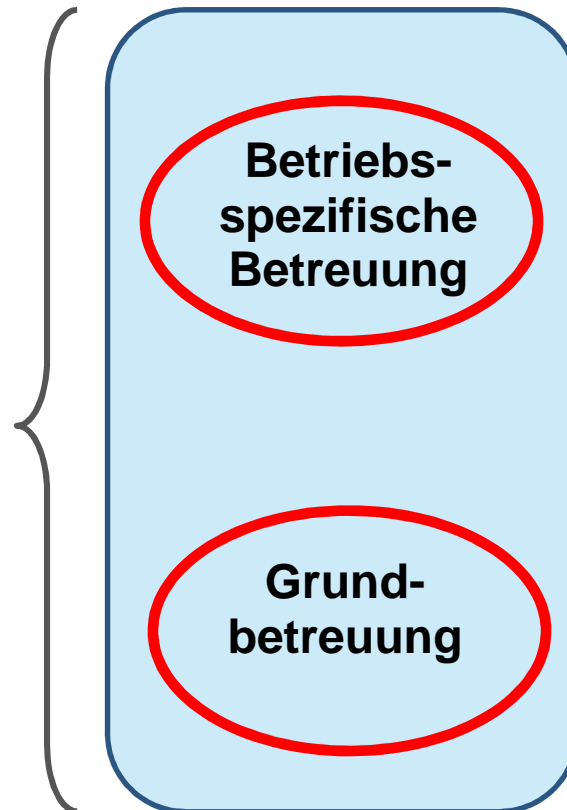 Betriebs-
spezifische
Betreuung
Grund-
betreuung